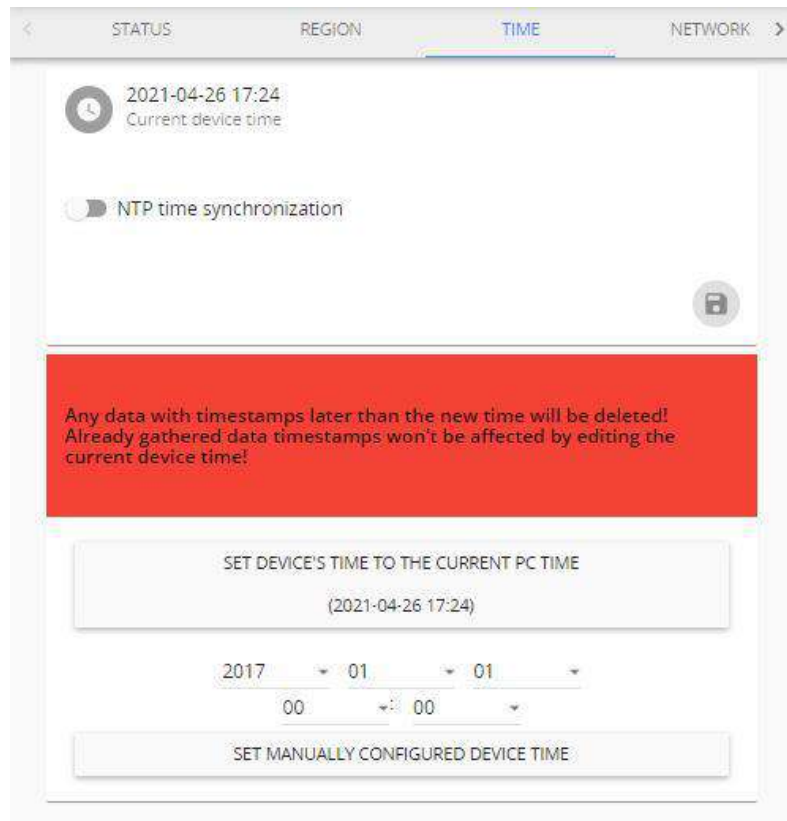 STATUS REGION TIME NETWORK
2021-04-26 17:24
Current device time
NTP time synchronization
Any data with timestamps later than the new time will be deleted!
Already gathered data timestamps won't be affected by editing the
current device time!
SET DEVICE'S TIME TO THE CURRENT PC TIME
(2021-04-26 17:24)
2017 01 01
00 : 00
SET MANUALLY CONFIGURED DEVICE TIME